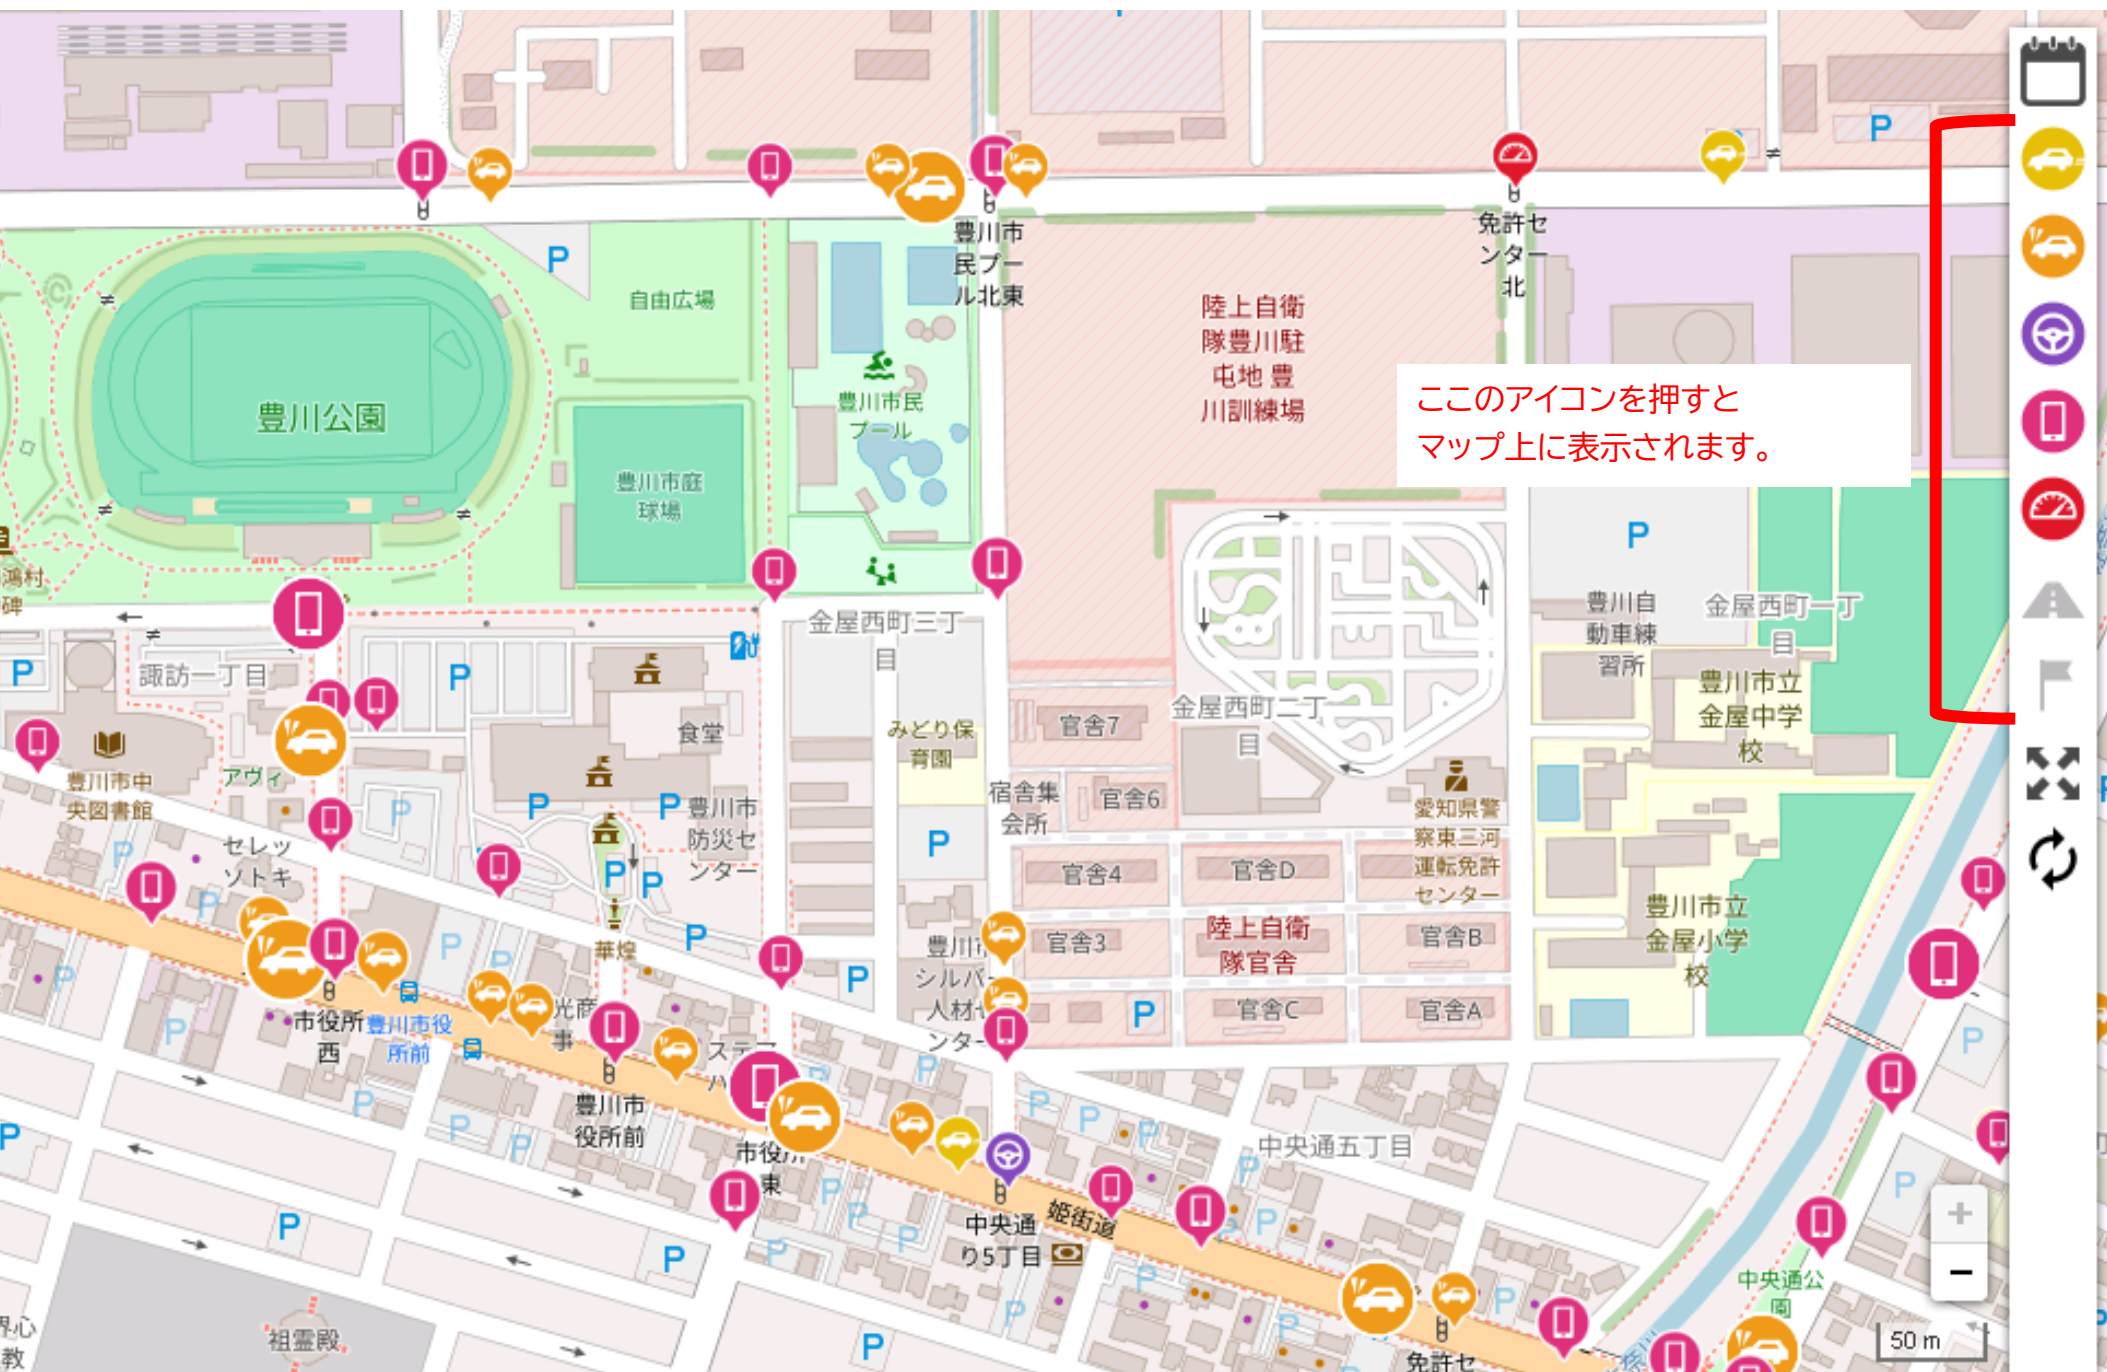 P
P
P
豊川市
民プー
ル北東
免許セ
ンター
北
自由広場
陸上自衛
隊豊川駐
屯地 豊
川訓練場
ここのアイコンを押すと
マップ上に表示されます。
豊川公園
豊川市民
プール
豊川市庭
球場
P
鴻村
碑
金屋西町三丁
目
豊川自
動車練
習所
金屋西町一丁
目
P
諏訪一丁目
P
豊川市立
金屋中学
校
金屋西町二丁
目
食堂
みどり保
育園
官舎7
豊川市中
央図書館
アヴィ
P
P
P
豊川市
防災セ
ンター
P
宿舎集
会所
官舎6
愛知県警
察東三河
運転免許
センター
セレッ
ソトキ
P
P
P
P
官舎4
官舎D
豊川市立
金屋小学
校
P
P
P
P
華煌
P
官舎3
陸上自衛
隊官舎
官舎B
P
光商
事
P
官舎C
官舎A
市役所
西
豊川市役
所前
P
P
P
豊川市
役所前
P
P
P
P
P
P
P
中央通五丁目
P
東
P
P
P
P
P
P
P
P
中央通
り5丁目
姫街道
P
P
P
P
中央通公
園
P
祖霊殿
教
P
免許セ
50 m
+
−